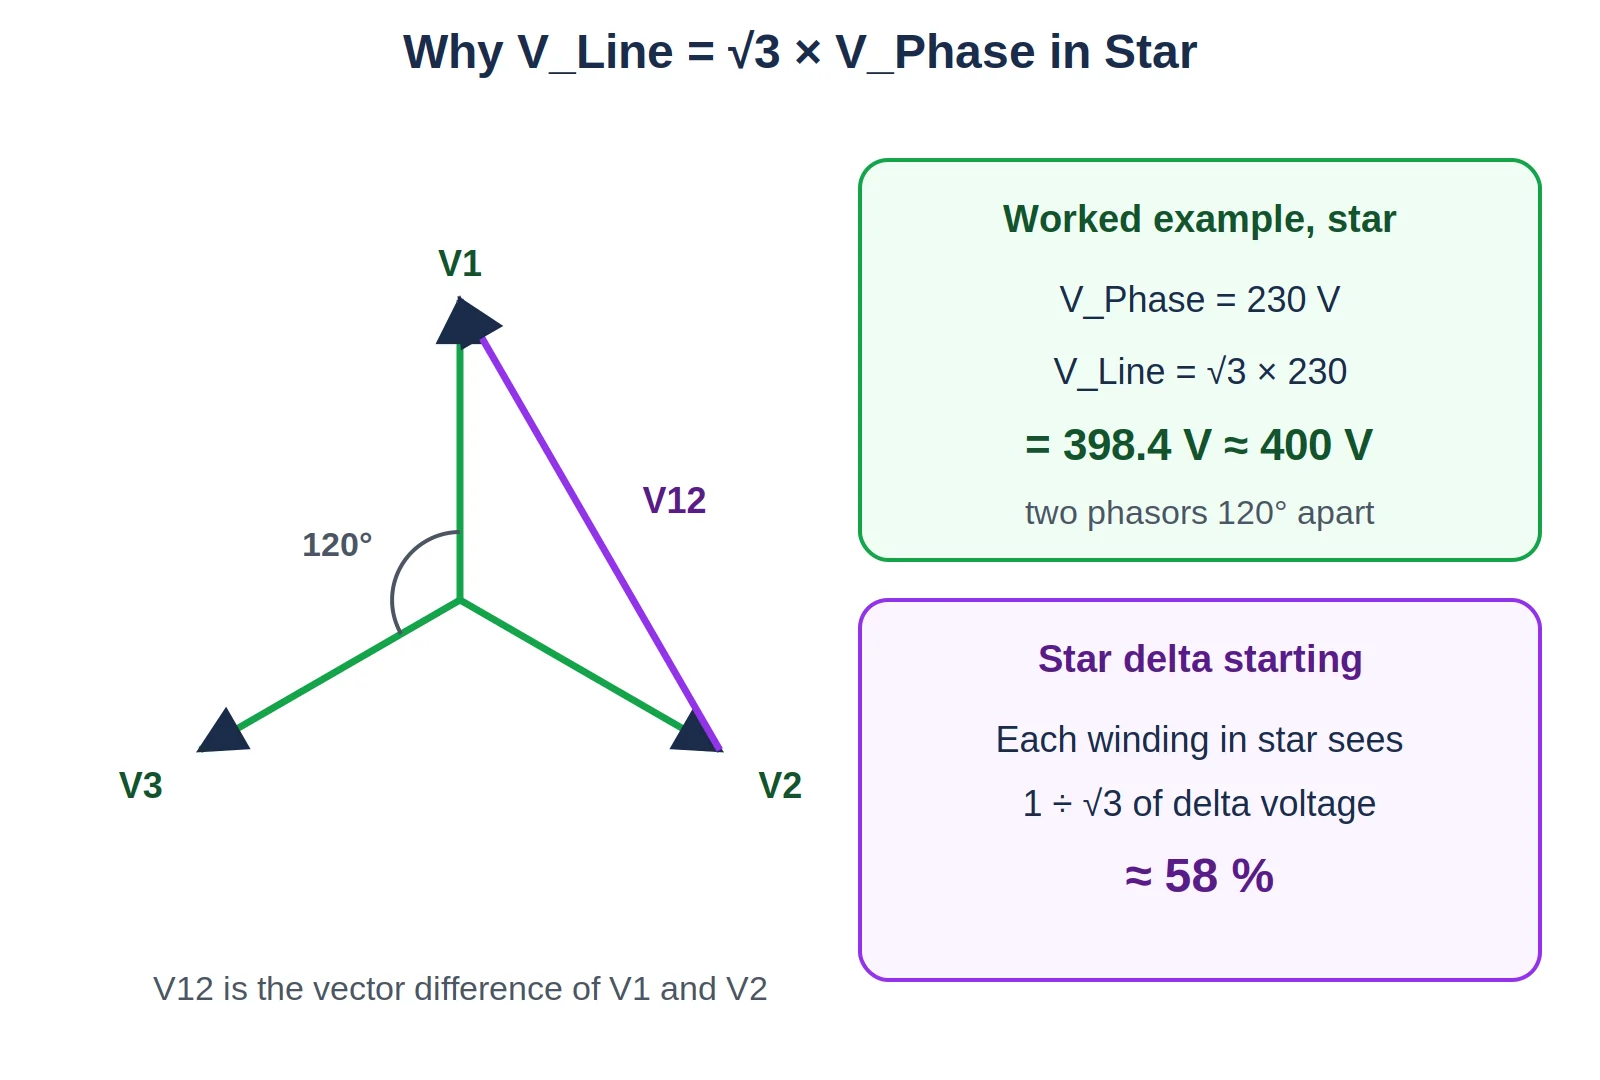 Why V_Line = √3 × V_Phase in Star
V1
120°
V12
V3
V2
V12 is the vector difference of V1 and V2
Worked example, star
V_Phase = 230 V
V_Line = √3 × 230
= 398.4 V ≈ 400 V
two phasors 120° apart
Star delta starting
Each winding in star sees
1 ÷ √3 of delta voltage
≈ 58 %